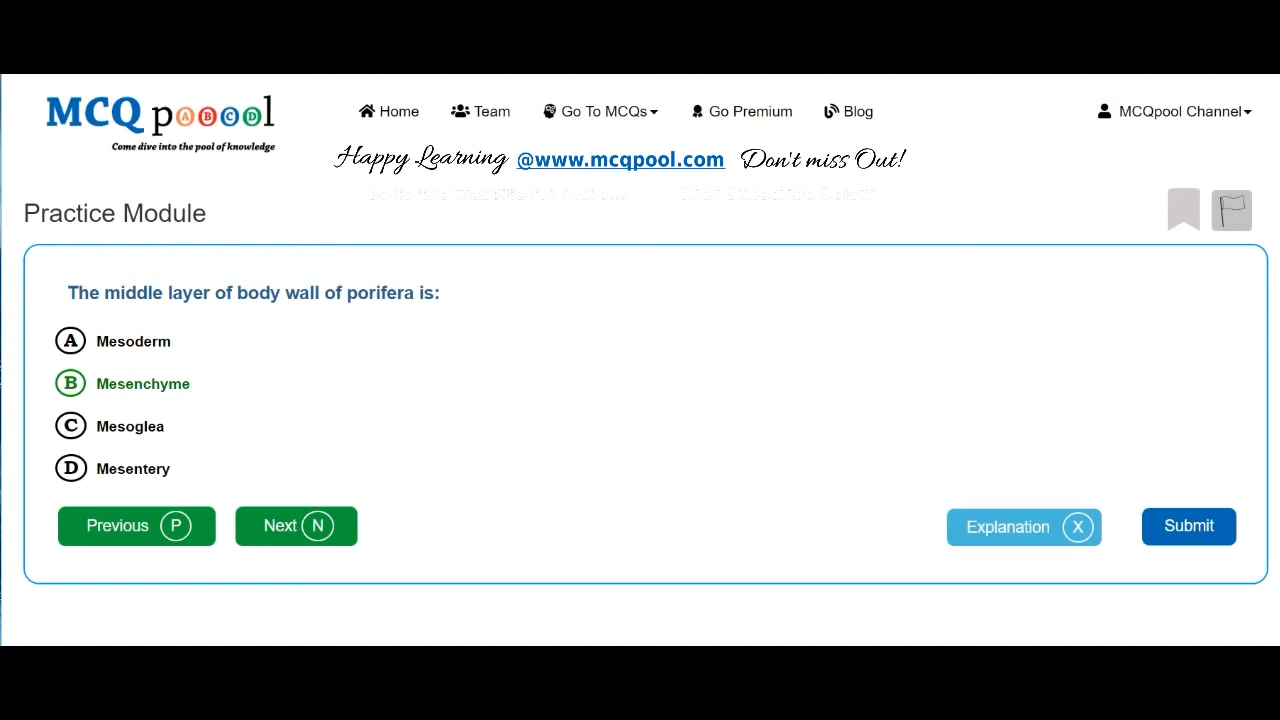 MCQ pooool
Come dive into the pool of knowledge
Home Team Go To MCQs Go Premium Blog MCQpool Channel
Happy Learning @www.mcqpool.com Don't miss Out!
Practice Module
The middle layer of body wall of porifera is:
A Mesoderm
B Mesenchyme
C Mesoglea
D Mesentery
Previous P Next N Explanation X Submit